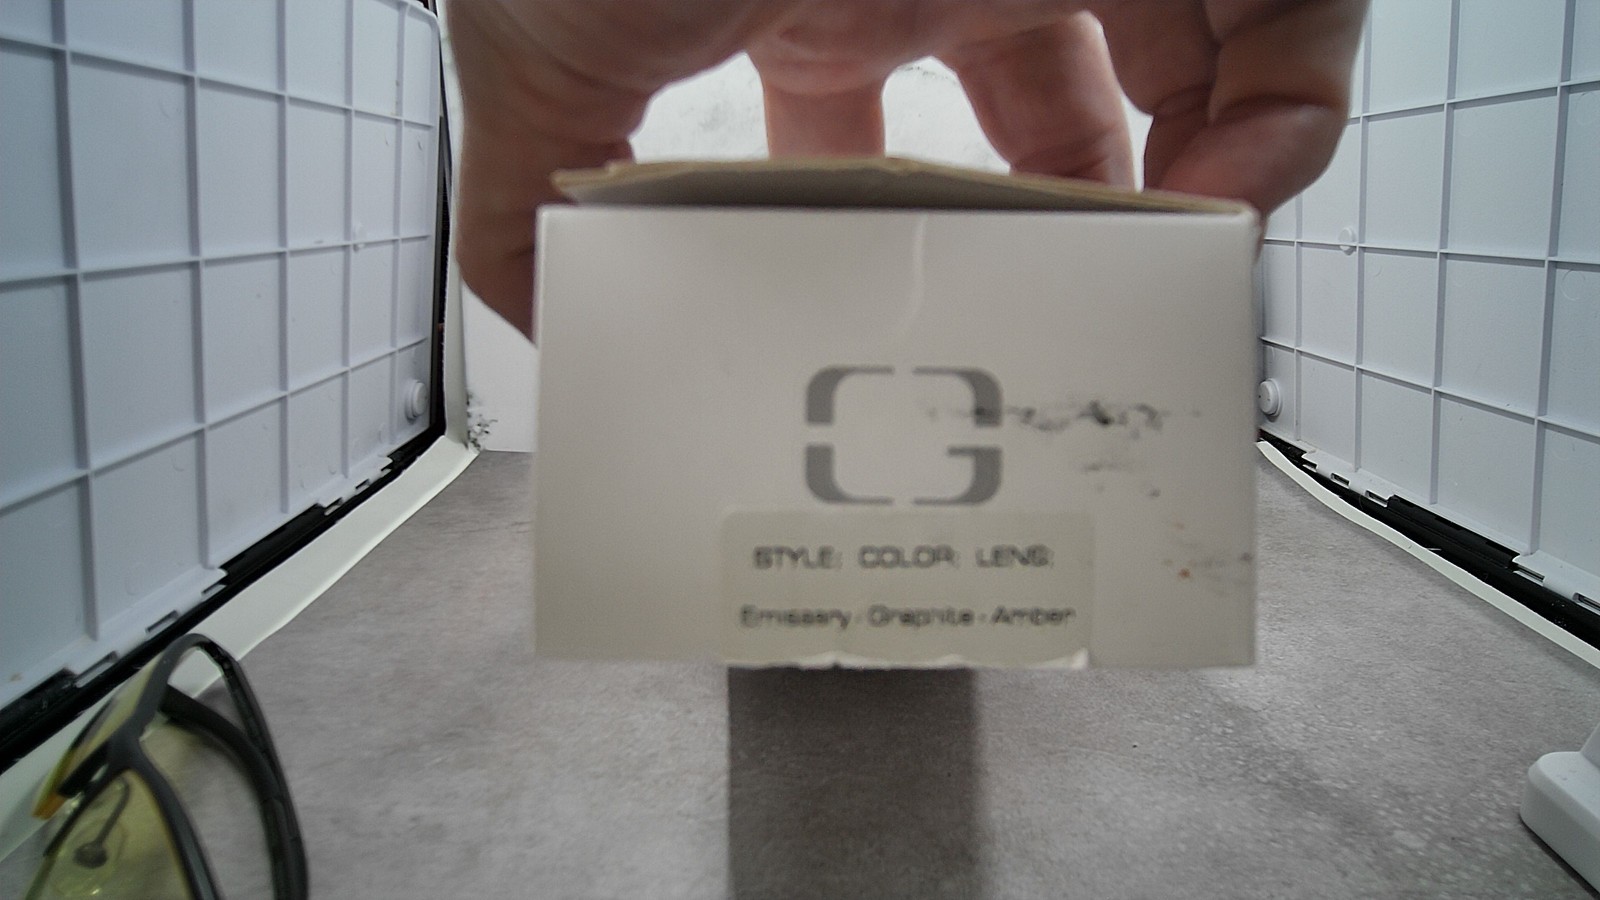 G
STYLE: COLOR: LENS:
Emissary - Graphite - Amber